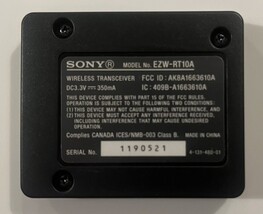 SONY® MODEL No. EZW-RT10A
WIRELESS TRANSCEIVER FCC ID : AK8A1663610A
DC3.3V ⎓ 350mA IC : 409B-A1663610A
THIS DEVICE COMPLIES WITH PART 15 OF THE FCC RULES.
OPERATION IS SUBJECT TO THE FOLLOWING TWO CONDITIONS:
(1) THIS DEVICE MAY NOT CAUSE HARMFUL INTERFERENCE, AND
(2) THIS DEVICE MUST ACCEPT ANY INTERFERENCE RECEIVED,
INCLUDING INTERFERENCE THAT MAY CAUSE UNDESIRED
OPERATION.
Complies CANADA ICES/NMB-003 Class B. MADE IN CHINA
SERIAL No. 1190521